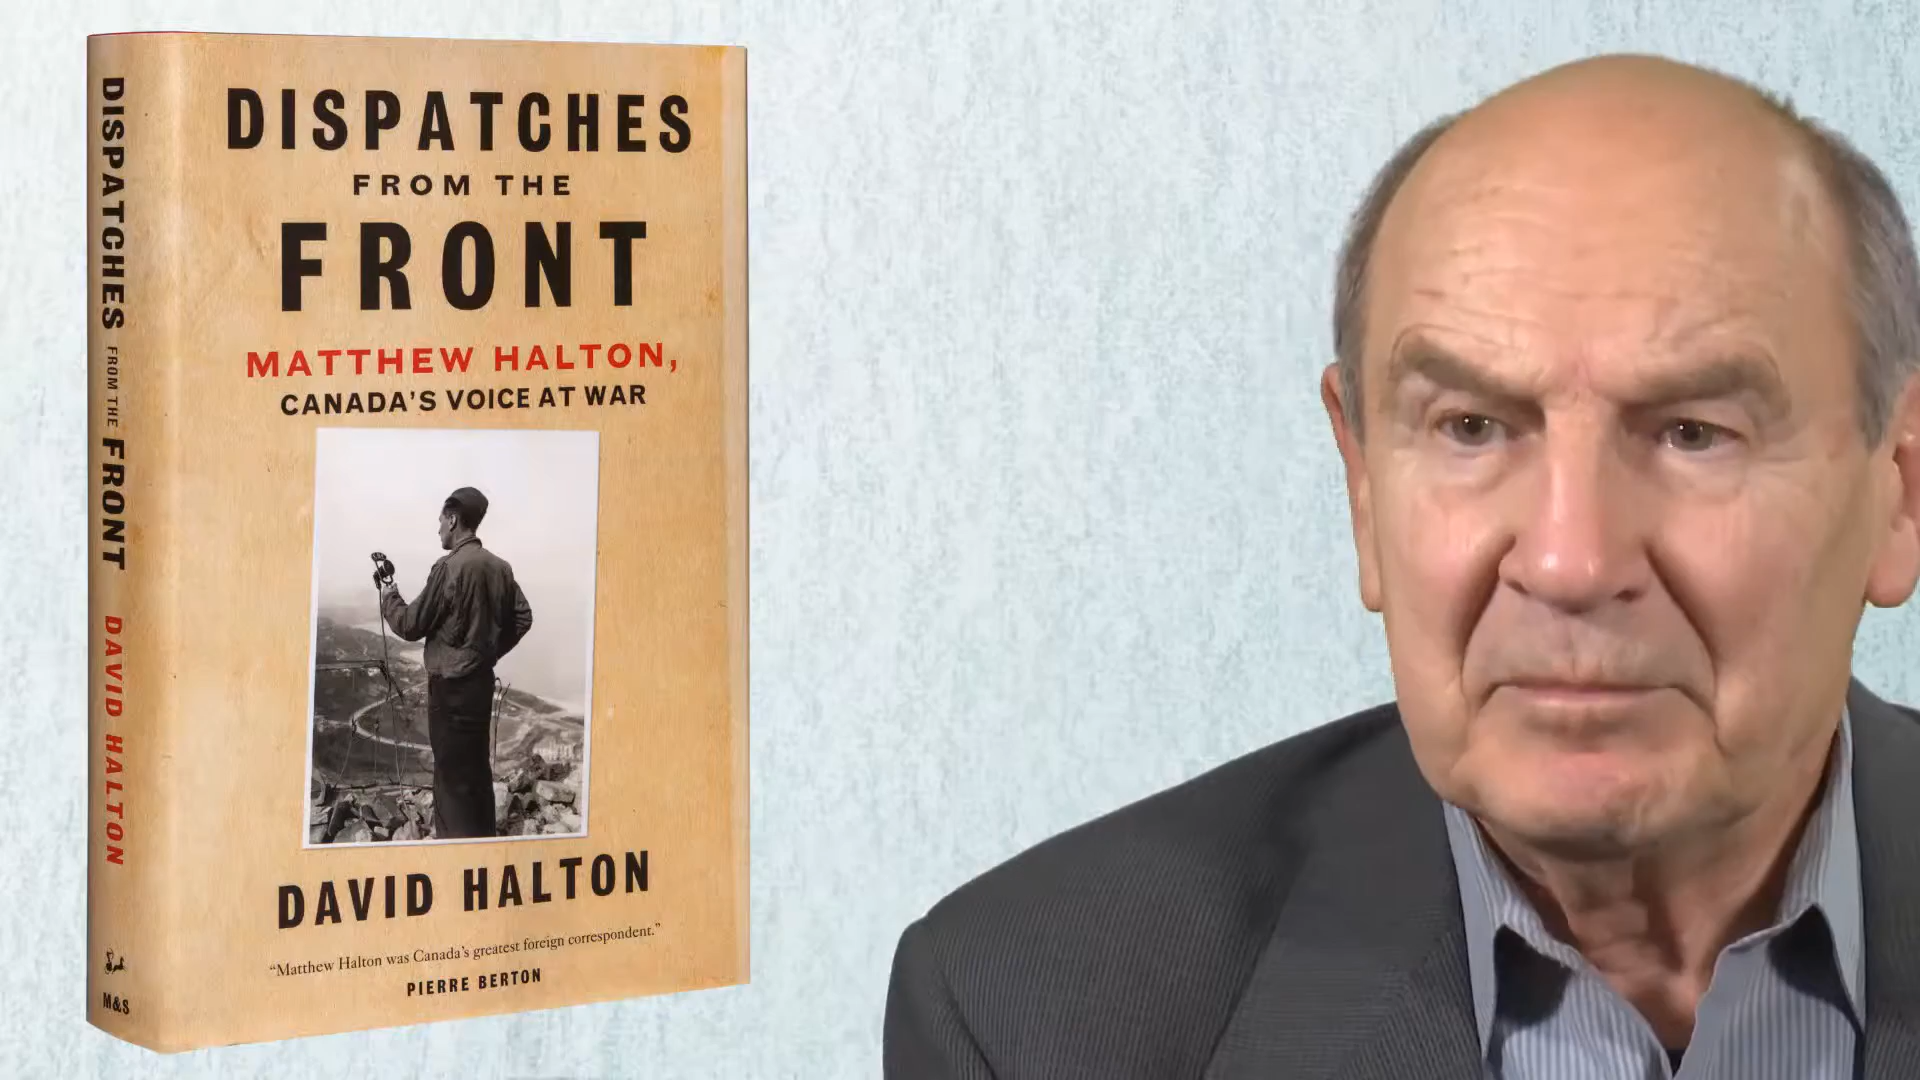 DISPATCHES FROM THE FRONT DAVID HALTON
M&S
DISPATCHES
FROM THE
FRONT
MATTHEW HALTON,
CANADA'S VOICE AT WAR
DAVID HALTON
“Matthew Halton was Canada's greatest foreign correspondent.”
PIERRE BERTON